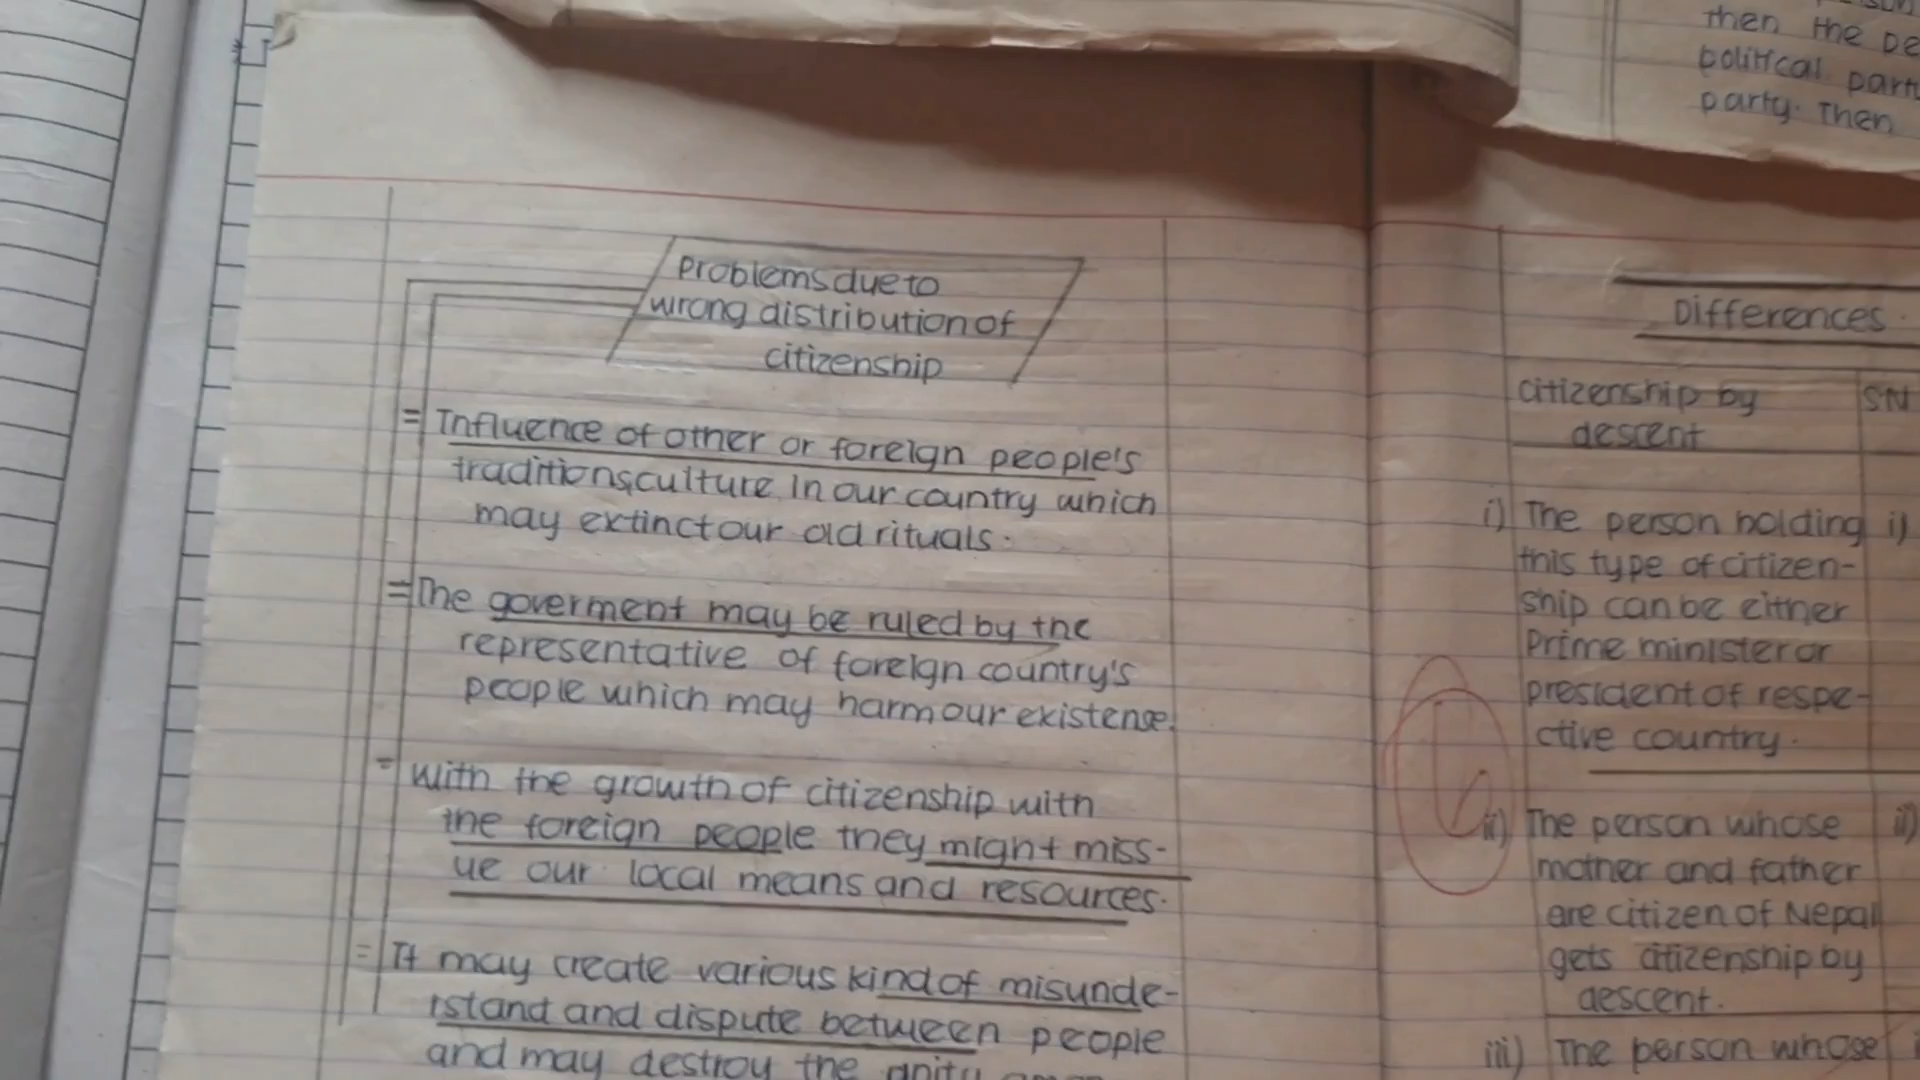 Problems due to
wrong distribution of
citizenship
= Influence of other or foreign people's
traditions, culture in our country which
may extinct our old rituals.
= The goverment may be ruled by the
representative of foreign country's
people which may harm our existence.
= with the growth of citizenship with
the foreign people they might miss-
ue our local means and resources.
= It may create various kind of misunde-
rstand and dispute between people
and may destroy the unity
then the
political party
party. Then
Differences
citizenship by
descent
SN
i) The person holding
this type of citizen-
ship can be either
Prime minister or
president of respe-
ctive country.
i)
ii) The person whose
mother and father
are citizen of Nepal
gets citizenship by
descent.
ii)
iii) The person whose